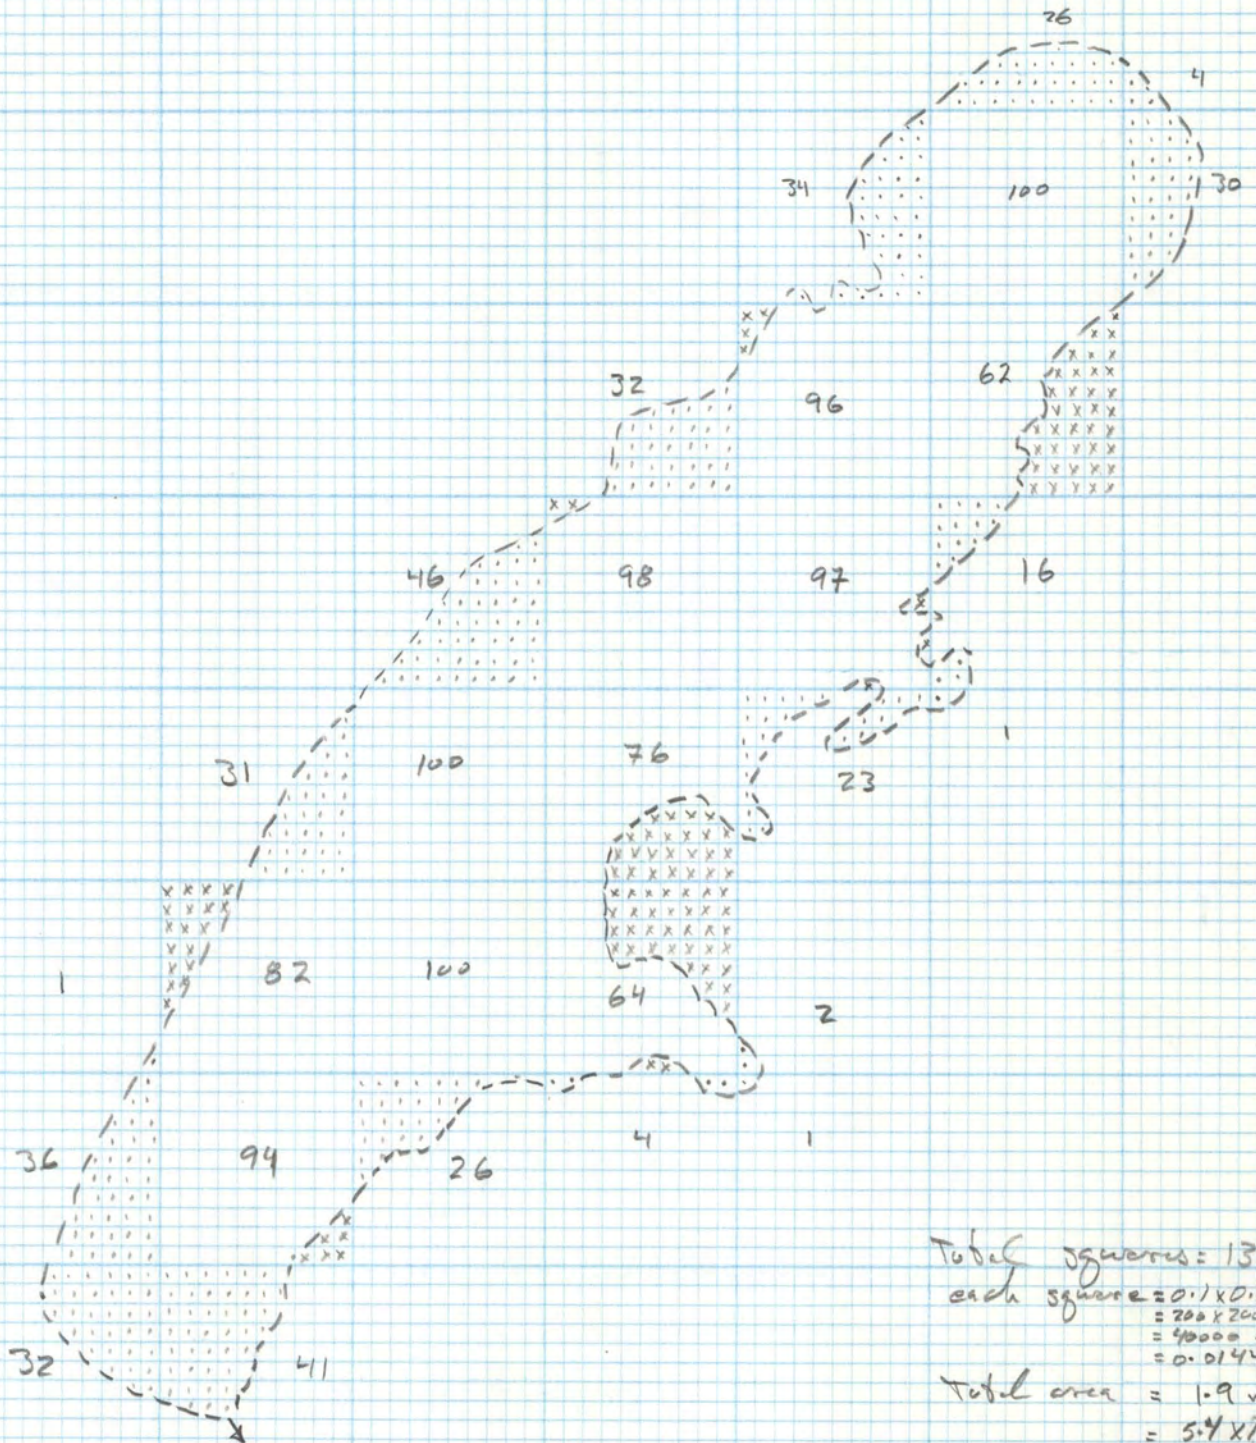 26
4
34 100 30
32 96 62
46 98 97 16
31 100 76 23 1
1 82 100 64 2
36 94 26 4 1
32 41
Total squares = 13
each square = 0.1 x 0.
= 200 x 200
= 40000
= 0.0144
Total area = 1.9
= 5.4 x